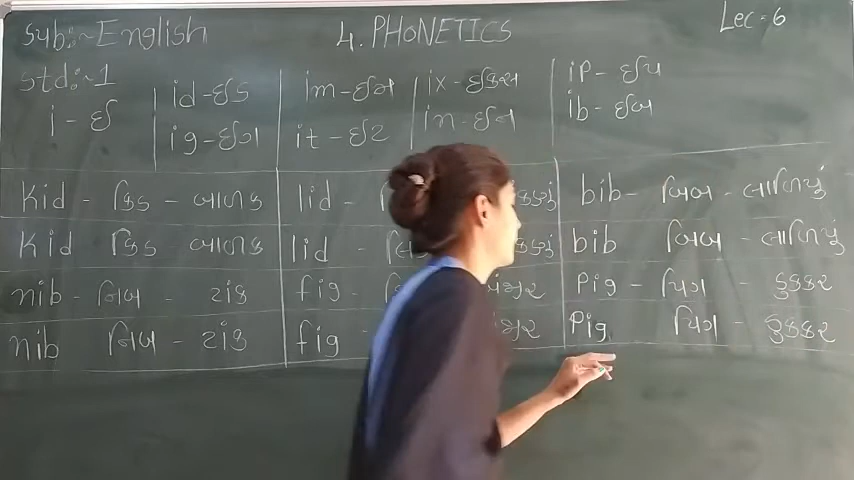 Sub:~English 4. PHONETICS Lec-6
Std:~1
i - ઈ id-ઈડ im-ઈમ ix-ઈક્સ ip-ઈપ
ig-ઈગ it-ઈટ in-ઈન ib-ઈબ
kid - કિડ - બાળક lid - bib - બિબ - લાળિયું
kid કિડ - બાળક lid - bib બિબ - લાળિયું
nib - નિબ - ટાંક fig - Pig - પિગ - ડુક્કર
nib નિબ - ટાંક fig - Pig પિગ - ડુક્કર